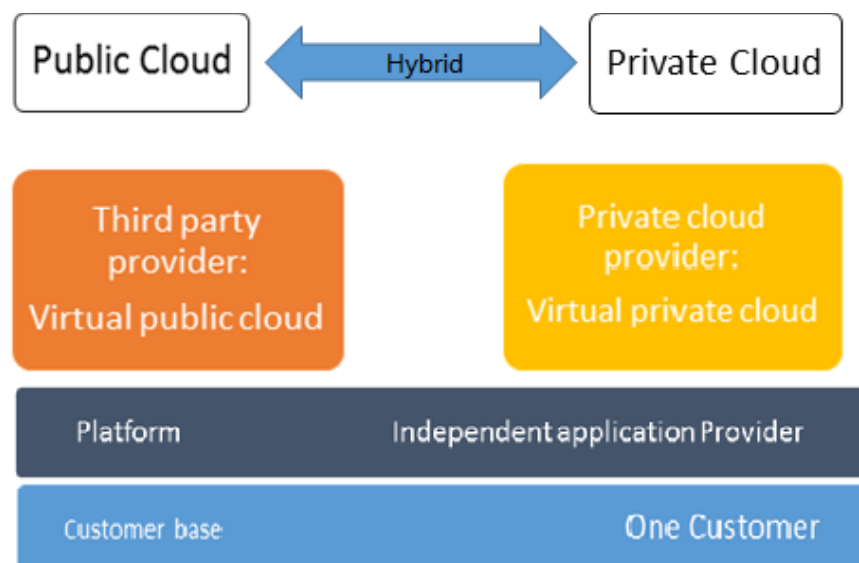 Public Cloud
Hybrid
Private Cloud
Third party
provider:
Virtual public cloud
Private cloud
provider:
Virtual private cloud
Platform
Independent application Provider
Customer base
One Customer